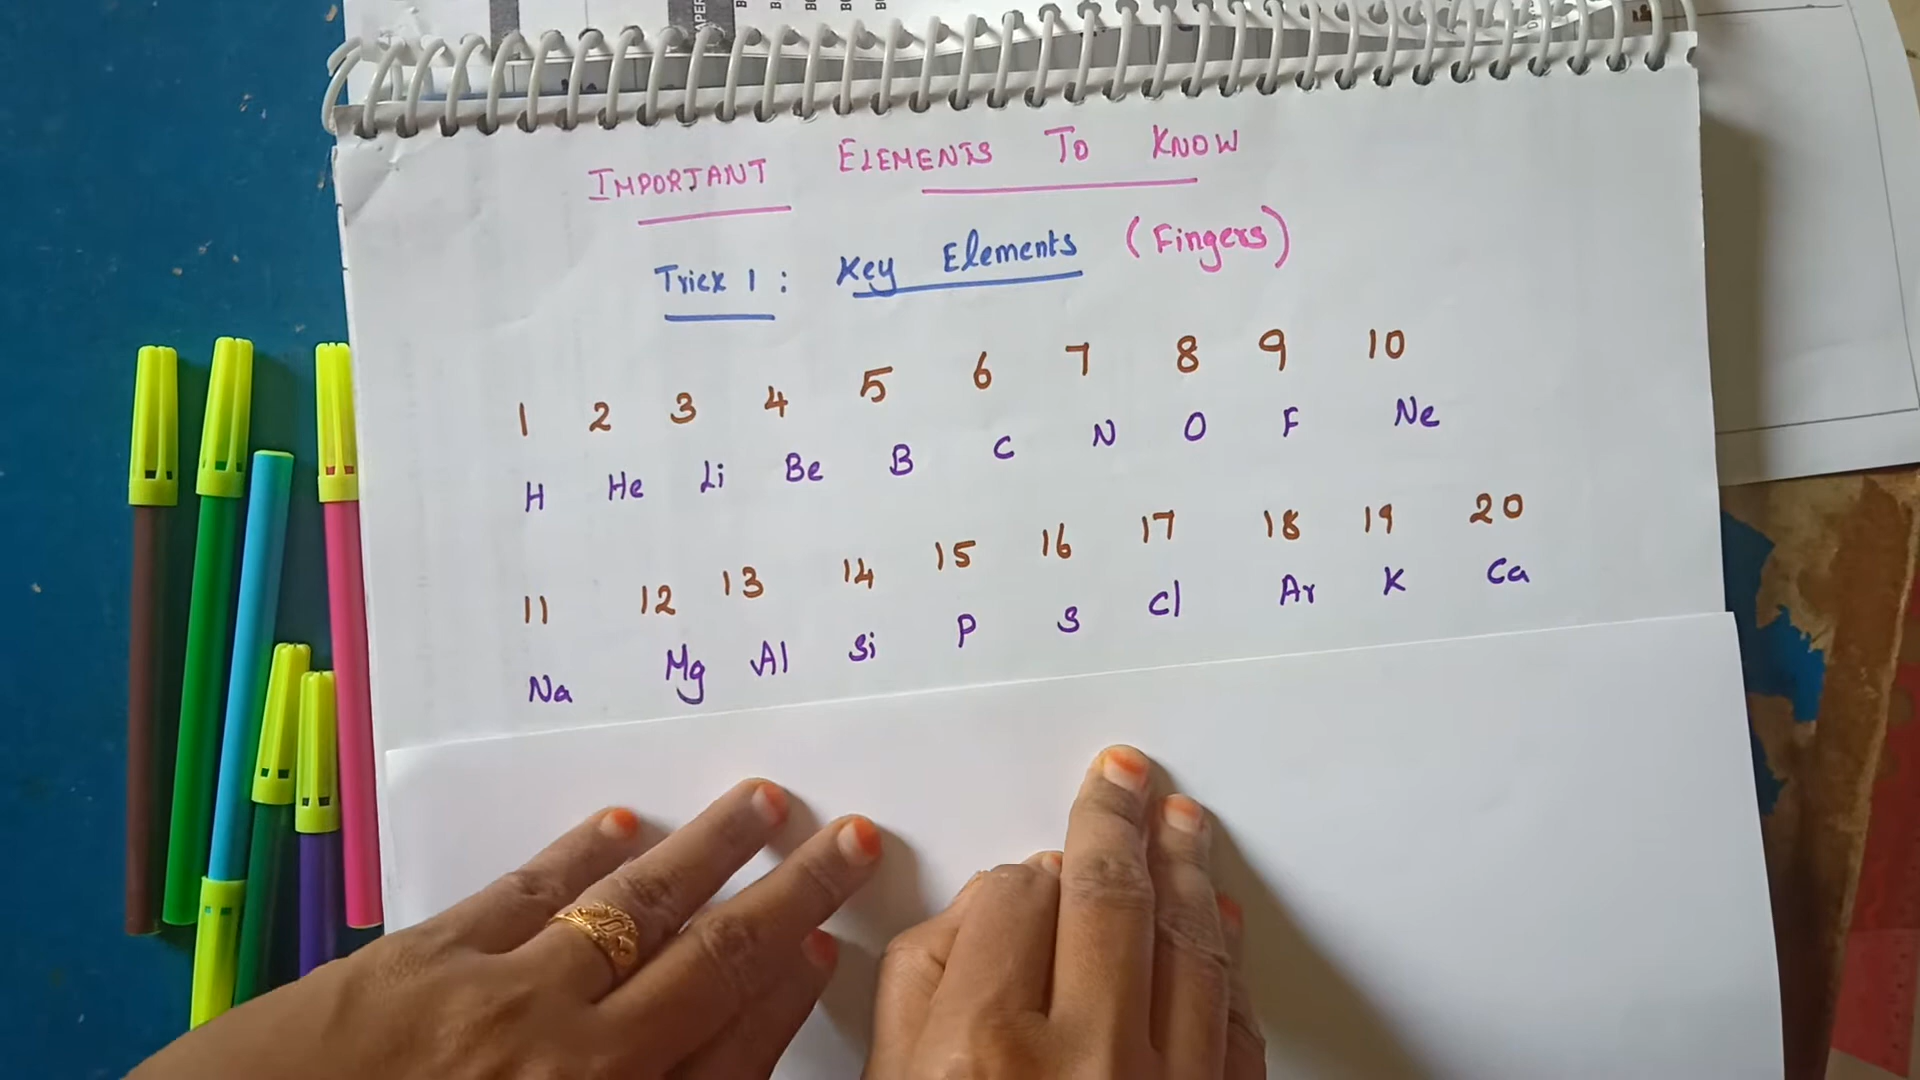 IMPORTANT ELEMENTS TO KNOW
Trick 1: Key Elements (Fingers)
1 2 3 4 5 6 7 8 9 10
H He Li Be B C N O F Ne
11 12 13 14 15 16 17 18 19 20
Na Mg Al Si P S Cl Ar K Ca